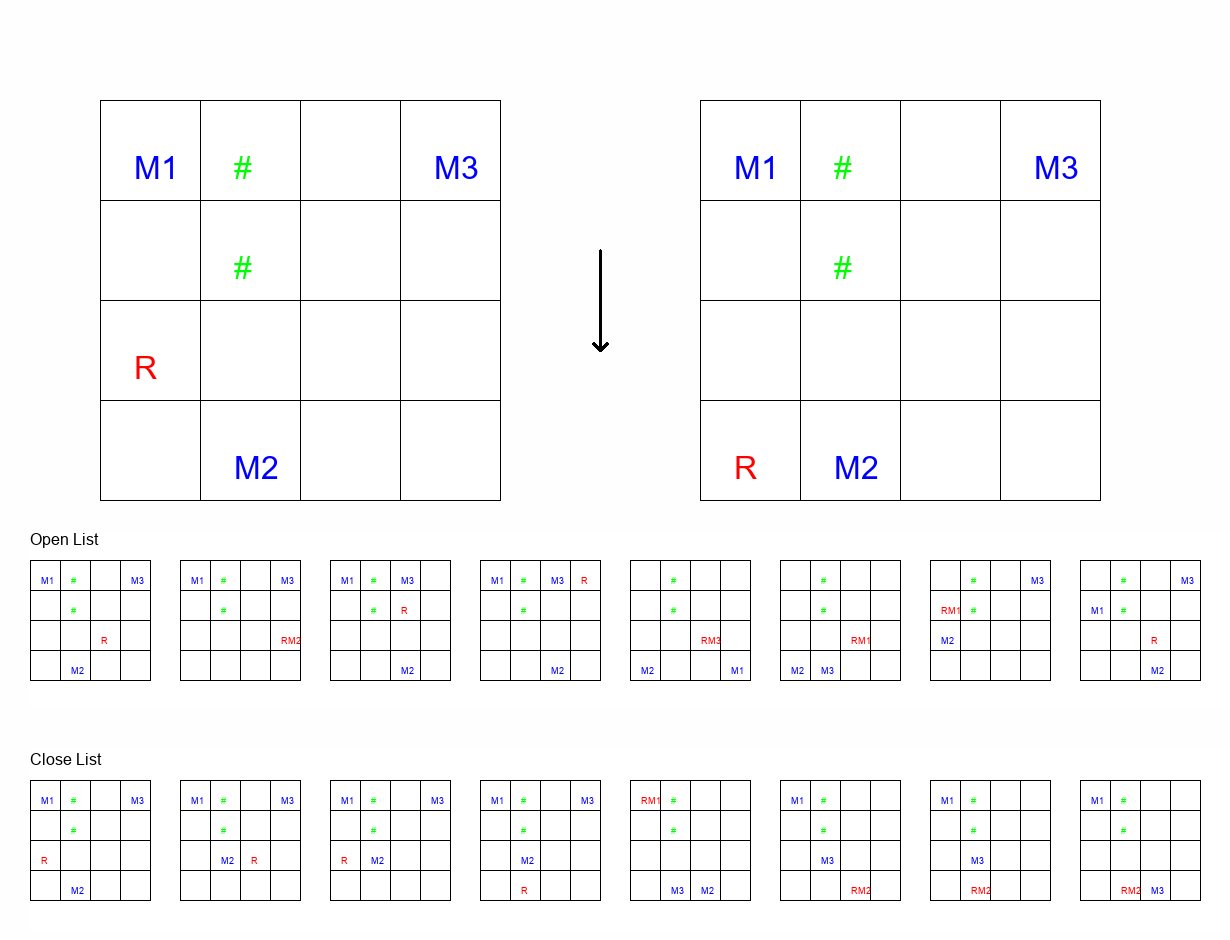 M1 # M3 M1 # M3
# #
R
M2 R M2
Open List
M1 # M3 M1 # M3 M1 # M3 M1 # M3 R # # # M3 # M3
# # # R # # # RM1 # M1 #
R RM2 RM3 RM1 M2 R
M2 M2 M2 M2 M1 M2 M3 M2
Close List
M1 # M3 M1 # M3 M1 # M3 M1 # M3 RM1 # M1 # M1 # M1 #
# # # # # # # #
R M2 R R M2 M2 M3 M3
M2 R M3 M2 RM2 RM2 RM2 M3